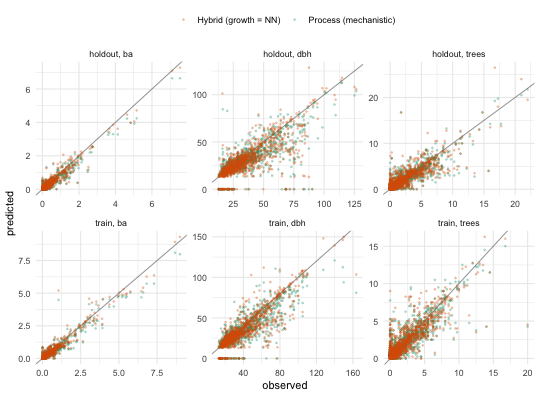 Hybrid (growth = NN) Process (mechanistic)
holdout, ba holdout, dbh holdout, trees
6
4
2
0
100
50
0
20
10
0
0 2 4 6
25 50 75 100 125
0 5 10 15 20
train, ba train, dbh train, trees
7.5
5.0
2.5
0.0
150
100
50
0
15
10
5
0
0.0 2.5 5.0 7.5
40 80 120 160
0 5 10 15 20
predicted
observed